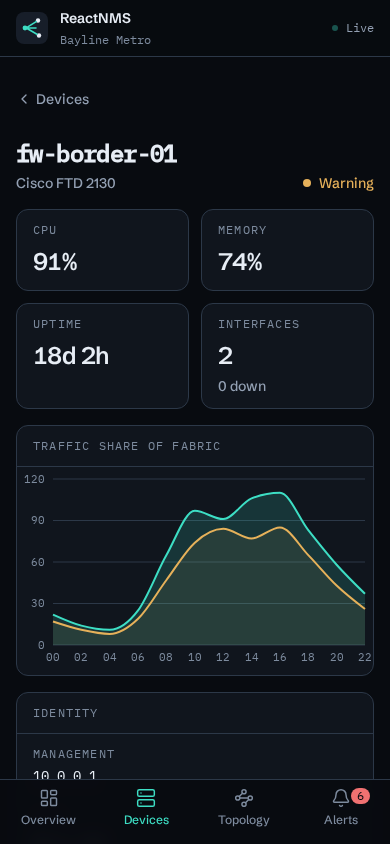 ReactNMS
Bayline Metro
Live
Devices
fw-border-01
Cisco FTD 2130
Warning
CPU
91%
MEMORY
74%
UPTIME
18d 2h
INTERFACES
2
0 down
TRAFFIC SHARE OF FABRIC
120
90
60
30
0
00 02 04 06 08 10 12 14 16 18 20 22
IDENTITY
MANAGEMENT
10.0.0.1
Overview
Devices
Topology
Alerts
6